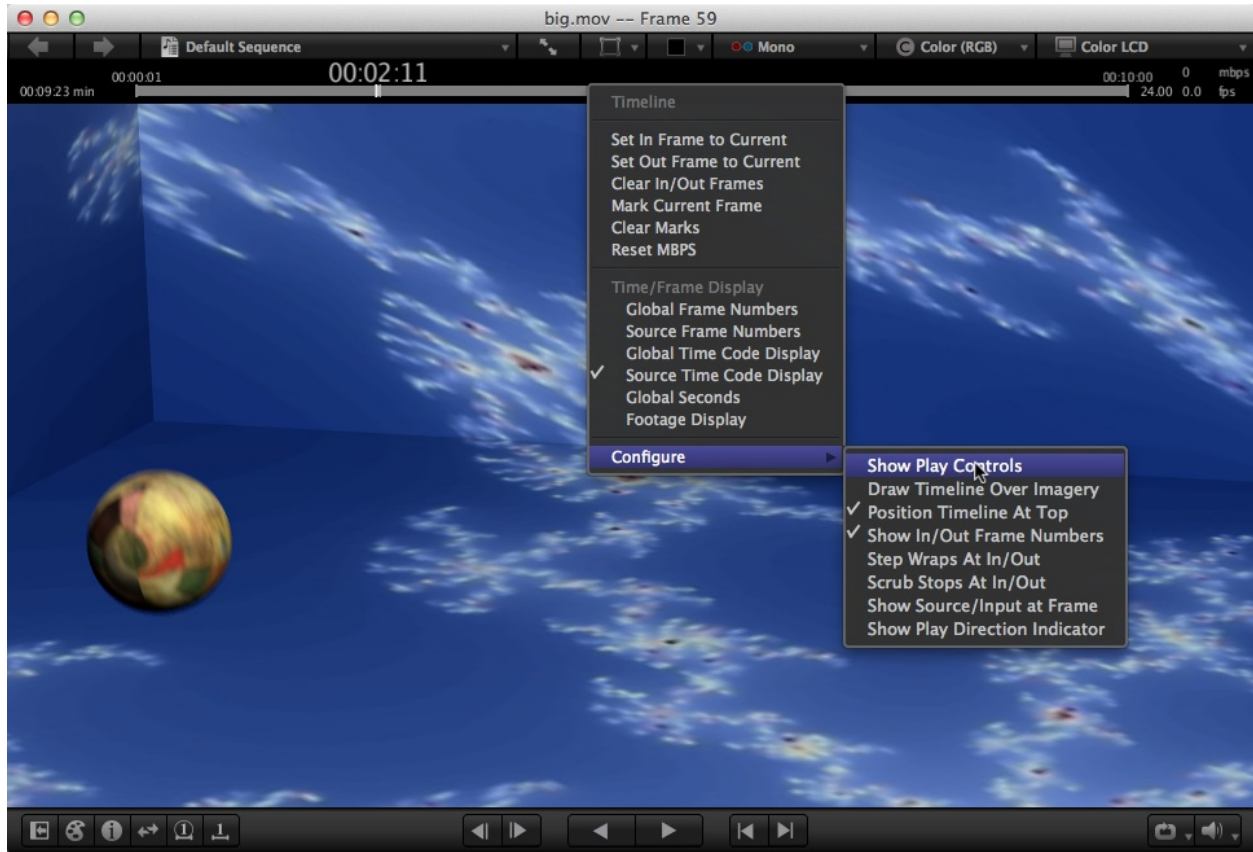 big.mov -- Frame 59
Default Sequence
Mono
Color (RGB)
Color LCD
00:00:01
00:02:11
00:10:00
0
mbps
00:09:23 min
24.00
0.0
fps
Timeline
Set In Frame to Current
Set Out Frame to Current
Clear In/Out Frames
Mark Current Frame
Clear Marks
Reset MBPS
Time/Frame Display
Global Frame Numbers
Source Frame Numbers
Global Time Code Display
Source Time Code Display
Global Seconds
Footage Display
Configure
Show Play Controls
Draw Timeline Over Imagery
Position Timeline At Top
Show In/Out Frame Numbers
Step Wraps At In/Out
Scrub Stops At In/Out
Show Source/Input at Frame
Show Play Direction Indicator